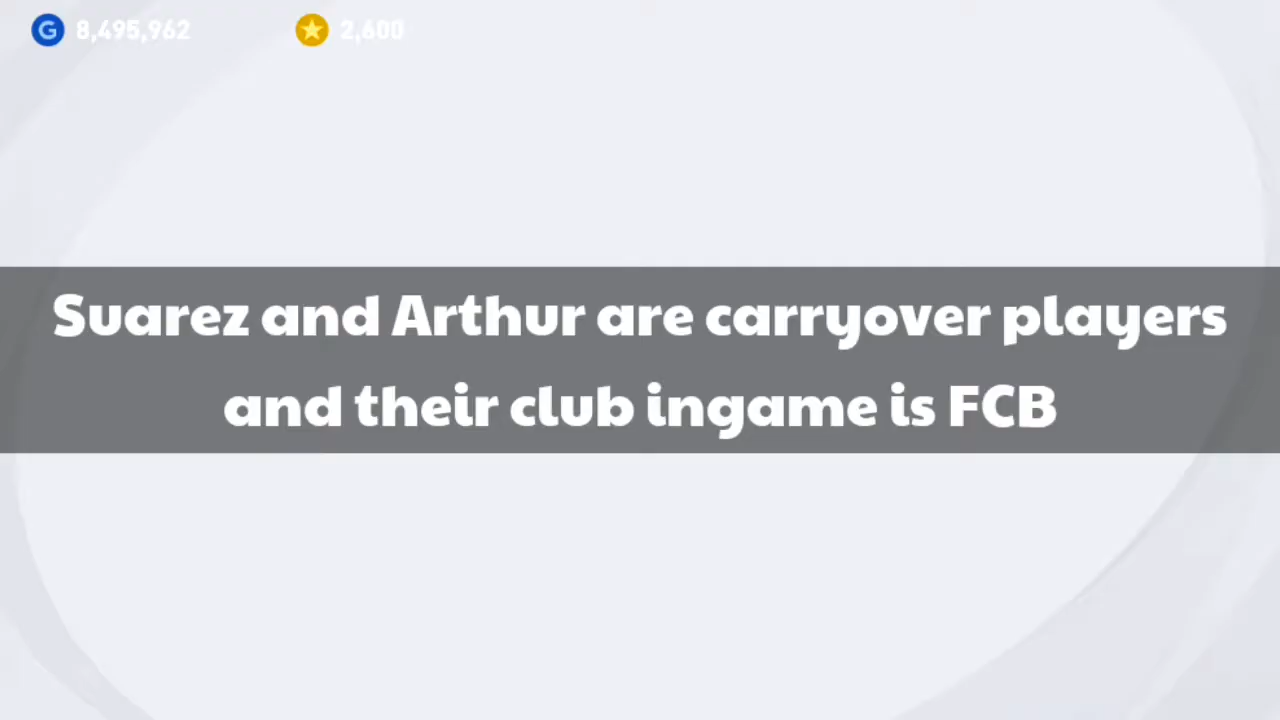 G 8,495,962 2,600
Suarez and Arthur are carryover players
and their club ingame is FCB